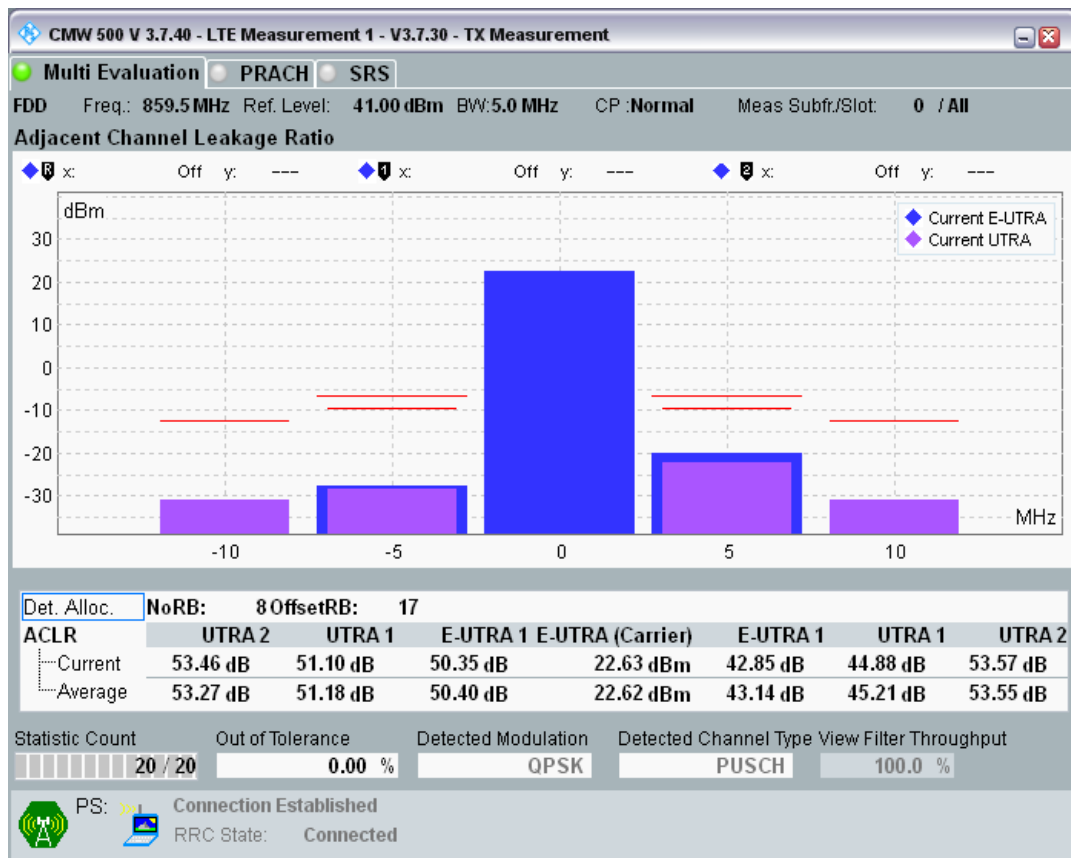 CMW 500 V 3.7.40 - LTE Measurement 1 - V3.7.30 - TX Measurement
Multi Evaluation PRACH SRS
FDD Freq.: 859.5 MHz Ref. Level: 41.00 dBm BW:5.0 MHz CP :Normal Meas Subfr./Slot: 0 / All
Adjacent Channel Leakage Ratio
R x: Off y: --- 1 x: Off y: --- 2 x: Off y: ---
dBm
Current E-UTRA
Current UTRA
30
20
10
0
-10
-20
-30
MHz
-10 -5 0 5 10
Det. Alloc. NoRB: 8 OffsetRB: 17
ACLR UTRA 2 UTRA 1 E-UTRA 1 E-UTRA (Carrier) E-UTRA 1 UTRA 1 UTRA 2
Current 53.46 dB 51.10 dB 50.35 dB 22.63 dBm 42.85 dB 44.88 dB 53.57 dB
Average 53.27 dB 51.18 dB 50.40 dB 22.62 dBm 43.14 dB 45.21 dB 53.55 dB
Statistic Count Out of Tolerance Detected Modulation Detected Channel Type View Filter Throughput
20 / 20 0.00 % QPSK PUSCH 100.0 %
PS: Connection Established
RRC State: Connected